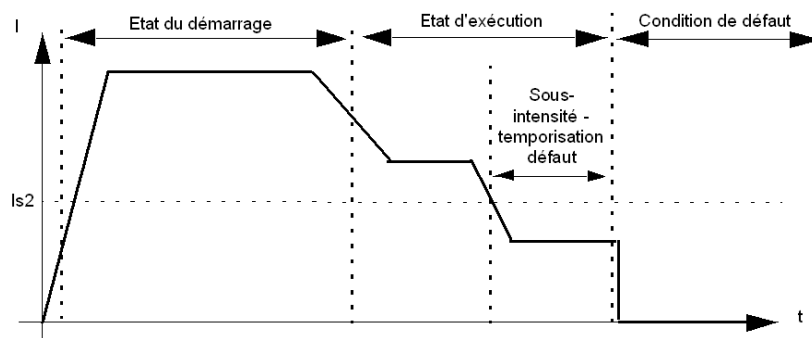 I
Etat du démarrage
Etat d'exécution
Condition de défaut
Sous-
intensité -
temporisation
défaut
Is2
t